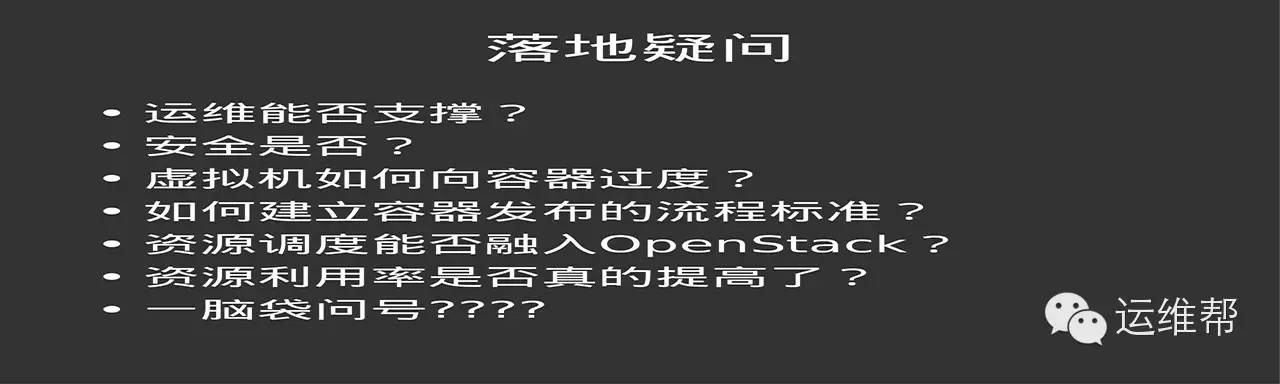 落地疑问
• 运维能否支撑？
• 安全是否？
• 虚拟机如何向容器过度？
• 如何建立容器发布的流程标准？
• 资源调度能否融入OpenStack？
• 资源利用率是否真的提高了？
• 一脑袋问号????
运维帮